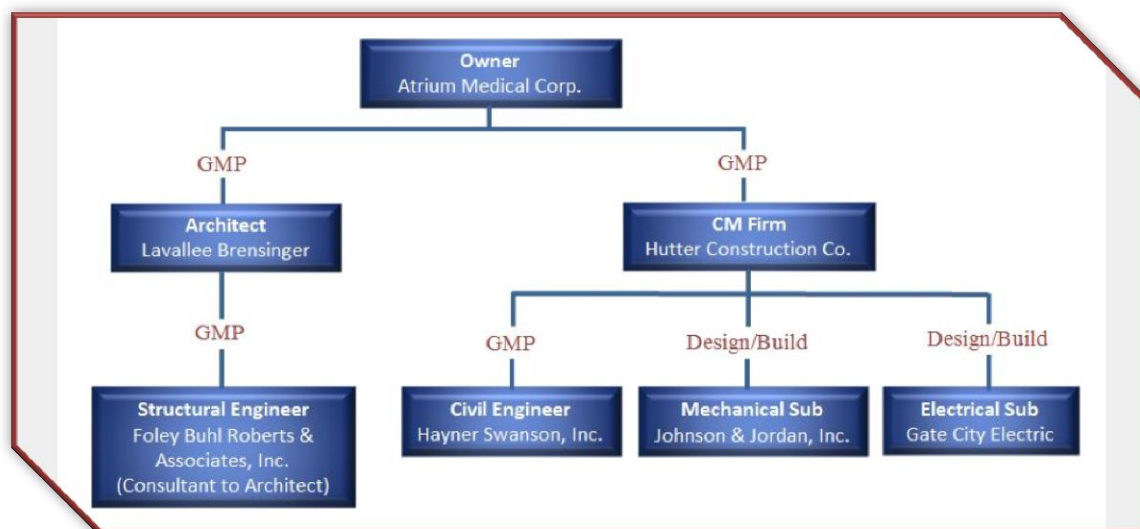 Owner
Atrium Medical Corp.
GMP
GMP
Architect
Lavallee Brensinger
CM Firm
Hutter Construction Co.
GMP
GMP
Design/Build
Design/Build
Structural Engineer
Foley Buhl Roberts &
Associates, Inc.
(Consultant to Architect)
Civil Engineer
Hayner Swanson, Inc.
Mechanical Sub
Johnson & Jordan, Inc.
Electrical Sub
Gate City Electric